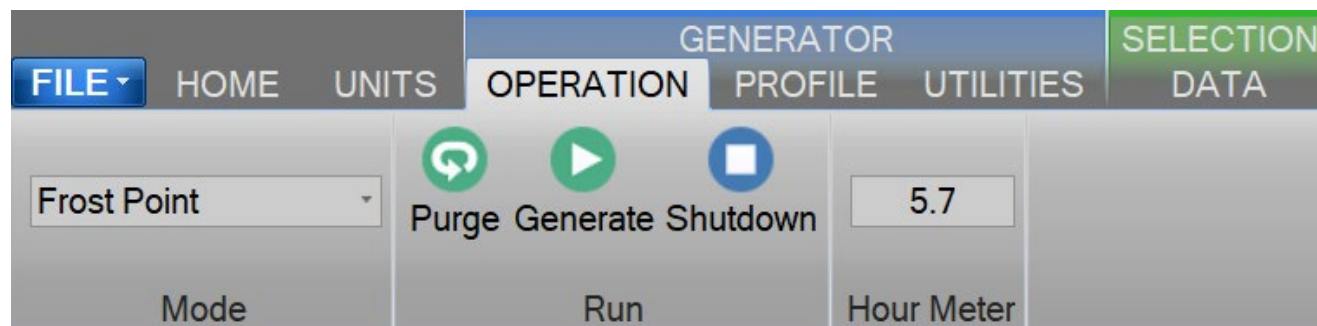 GENERATOR SELECTION
FILE HOME UNITS OPERATION PROFILE UTILITIES DATA
Frost Point 5.7
Purge Generate Shutdown
Mode Run Hour Meter